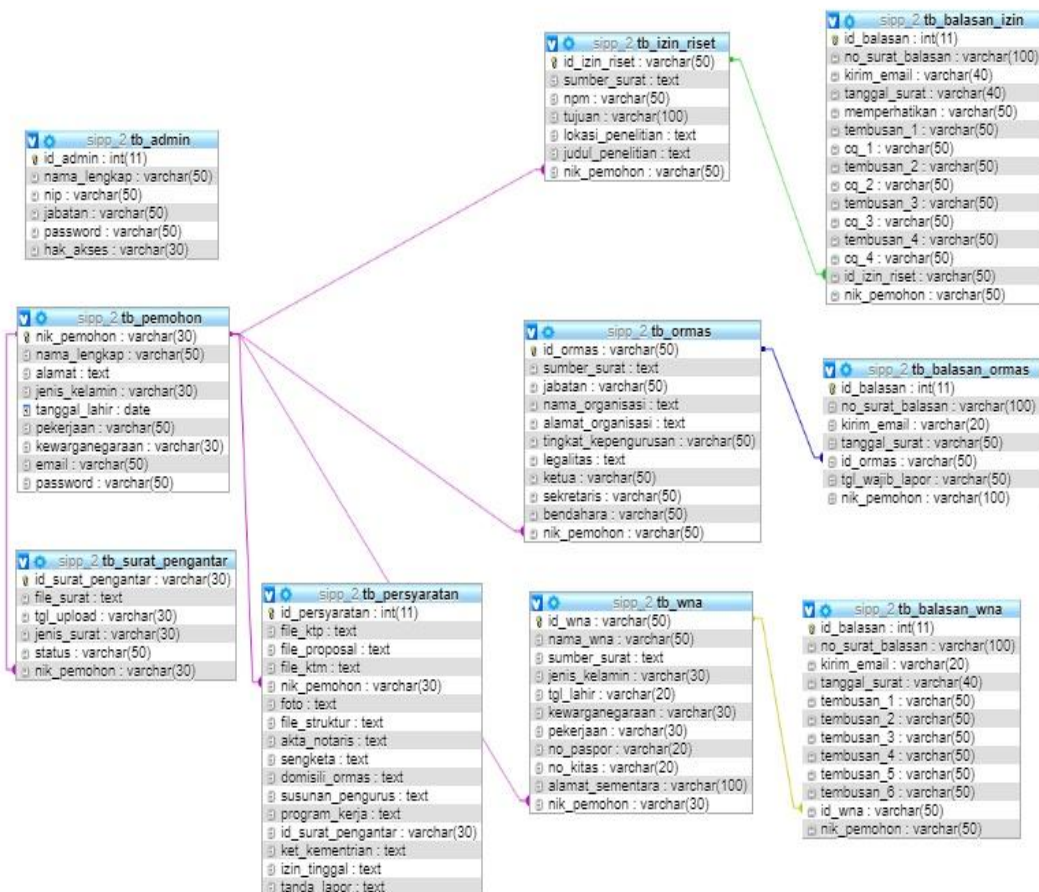 sipp_2 tb_admin
id_admin : int(11)
nama_lengkap : varchar(50)
nip : varchar(50)
jabatan : varchar(50)
password : varchar(50)
hak_akses : varchar(30)
sipp_2 tb_pemohon
nik_pemohon : varchar(30)
nama_lengkap : varchar(50)
alamat : text
jenis_kelamin : varchar(30)
tanggal_lahir : date
pekerjaan : varchar(50)
kewarganegaraan : varchar(30)
email : varchar(50)
password : varchar(50)
sipp_2 tb_surat_pengantar
id_surat_pengantar : varchar(30)
file_surat : text
tgl_upload : varchar(30)
jenis_surat : varchar(30)
status : varchar(50)
nik_pemohon : varchar(30)
sipp_2 tb_persyaratan
id_persyaratan : int(11)
file_ktp : text
file_proposal : text
file_ktm : text
nik_pemohon : varchar(30)
foto : text
file_struktur : text
akta_notaris : text
sengketa : text
domisili_ormas : text
susunan_pengurus : text
program_kerja : text
id_surat_pengantar : varchar(30)
ket_kementrian : text
izin_tinggal : text
tanda_lapor : text
sipp_2 tb_izin_riset
id_izin_riset : varchar(50)
sumber_surat : text
npm : varchar(50)
tujuan : varchar(100)
lokasi_penelitian : text
judul_penelitian : text
nik_pemohon : varchar(50)
sipp_2 tb_ormas
id_ormas : varchar(50)
sumber_surat : text
jabatan : varchar(50)
nama_organisasi : text
alamat_organisasi : text
tingkat_kepengurusan : varchar(50)
legalitas : text
ketua : varchar(50)
sekretaris : varchar(50)
bendahara : varchar(50)
nik_pemohon : varchar(50)
sipp_2 tb_wna
id_wna : varchar(50)
nama_wna : varchar(50)
sumber_surat : text
jenis_kelamin : varchar(30)
tgl_lahir : varchar(20)
kewarganegaraan : varchar(30)
pekerjaan : varchar(30)
no_paspor : varchar(20)
no_kitas : varchar(20)
alamat_sementara : varchar(100)
nik_pemohon : varchar(30)
sipp_2 tb_balasan_izin
id_balasan : int(11)
no_surat_balasan : varchar(100)
kirim_email : varchar(40)
tanggal_surat : varchar(40)
memperhatikan : varchar(50)
tembusan_1 : varchar(50)
cq_1 : varchar(50)
tembusan_2 : varchar(50)
cq_2 : varchar(50)
tembusan_3 : varchar(50)
cq_3 : varchar(50)
tembusan_4 : varchar(50)
cq_4 : varchar(50)
id_izin_riset : varchar(50)
nik_pemohon : varchar(50)
sipp_2 tb_balasan_ormas
id_balasan : int(11)
no_surat_balasan : varchar(100)
kirim_email : varchar(20)
tanggal_surat : varchar(50)
id_ormas : varchar(50)
tgl_wajib_lapor : varchar(50)
nik_pemohon : varchar(100)
sipp_2 tb_balasan_wna
id_balasan : int(11)
no_surat_balasan : varchar(100)
kirim_email : varchar(20)
tanggal_surat : varchar(40)
tembusan_1 : varchar(50)
tembusan_2 : varchar(50)
tembusan_3 : varchar(50)
tembusan_4 : varchar(50)
tembusan_5 : varchar(50)
tembusan_6 : varchar(50)
id_wna : varchar(50)
nik_pemohon : varchar(50)